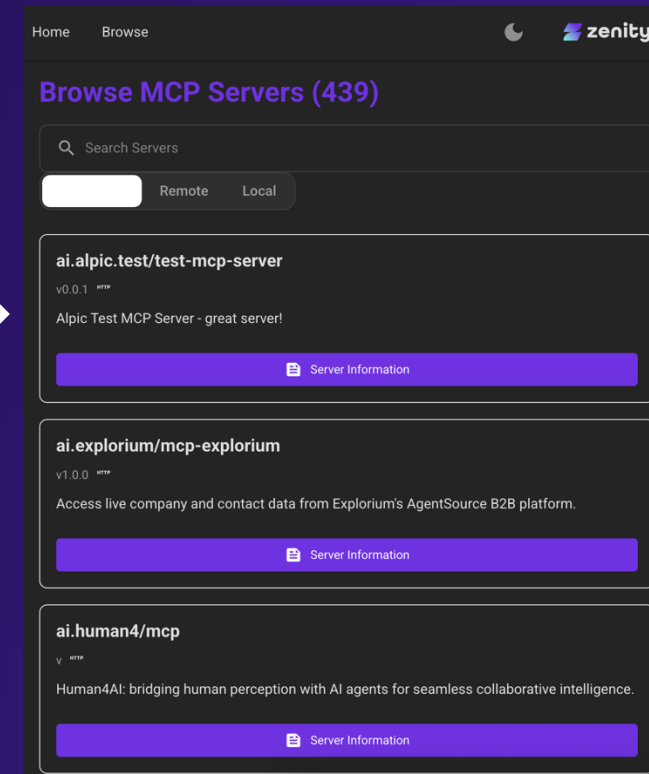 Home Browse zenity
Browse MCP Servers (439)
Search Servers
Remote Local
ai.alpic.test/test-mcp-server
v0.0.1 HTTP
Alpic Test MCP Server - great server!
Server Information
ai.explorium/mcp-explorium
v1.0.0 HTTP
Access live company and contact data from Explorium's AgentSource B2B platform.
Server Information
ai.human4/mcp
v HTTP
Human4AI: bridging human perception with AI agents for seamless collaborative intelligence.
Server Information